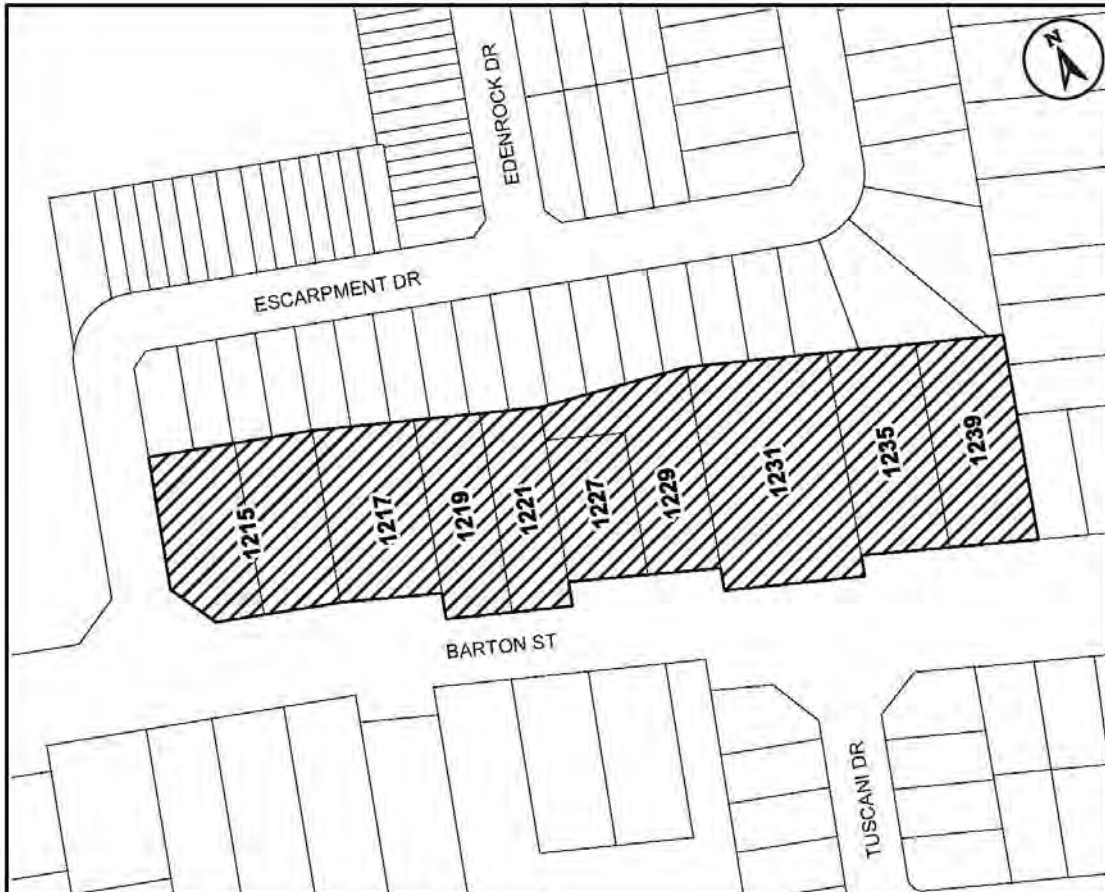 N
EDENROCK DR
ESCARPMENT DR
1215
1217
1219
1221
1227
1229
1231
1235
1239
BARTON ST
TUSCANI DR